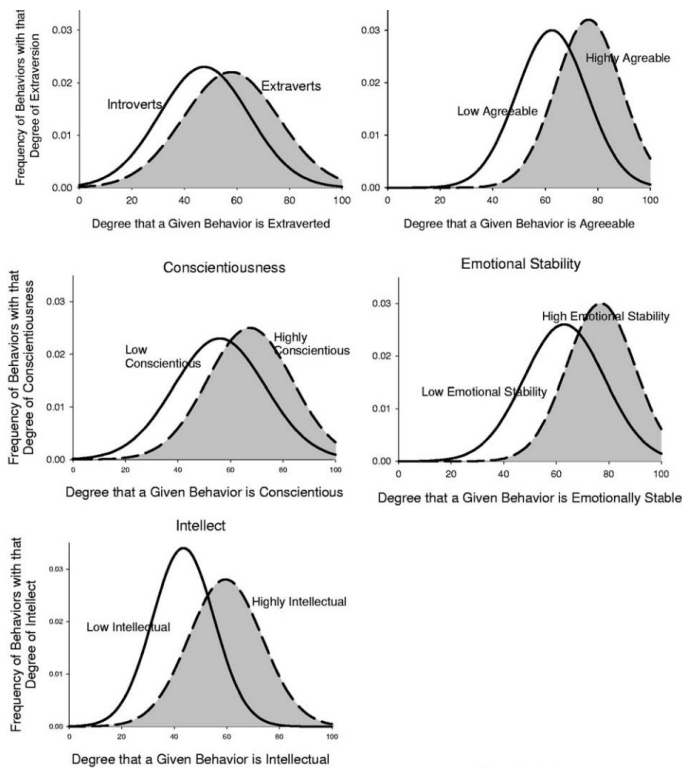 Frequency of Behaviors with that
Degree of Extraversion
0.03
0.02
0.01
0.00
Introverts
Extraverts
0 20 40 60 80 100
Degree that a Given Behavior is Extraverted
0.03
0.02
0.01
0.00
Highly Agreable
Low Agreeable
0 20 40 60 80 100
Degree that a Given Behavior is Agreeable
Conscientiousness
Frequency of Behaviors with that
Degree of Conscientiousness
0.03
0.02
0.01
0.00
Low
Conscientious
Highly
Conscientious
0 20 40 60 80 100
Degree that a Given Behavior is Conscientious
Emotional Stability
0.03
0.02
0.01
0.00
High Emotional Stability
Low Emotional Stability
0 20 40 60 80 100
Degree that a Given Behavior is Emotionally Stable
Intellect
Frequency of Behaviors with that
Degree of Intellect
0.03
0.02
0.01
0.00
Low Intellectual
Highly Intellectual
0 20 40 60 80 100
Degree that a Given Behavior is Intellectual